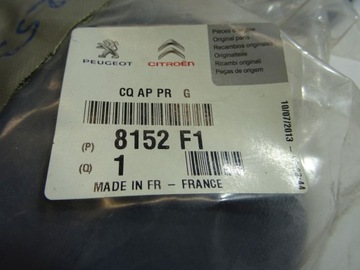 PEUGEOT
CITROËN
Pièces d'origine
Original parts
Recambios originales
Originalteile
Ricambi originali
Peças de origem
CQ AP PR G
(P) 8152 F1
(Q) 1
MADE IN FR - FRANCE
10/07/2013